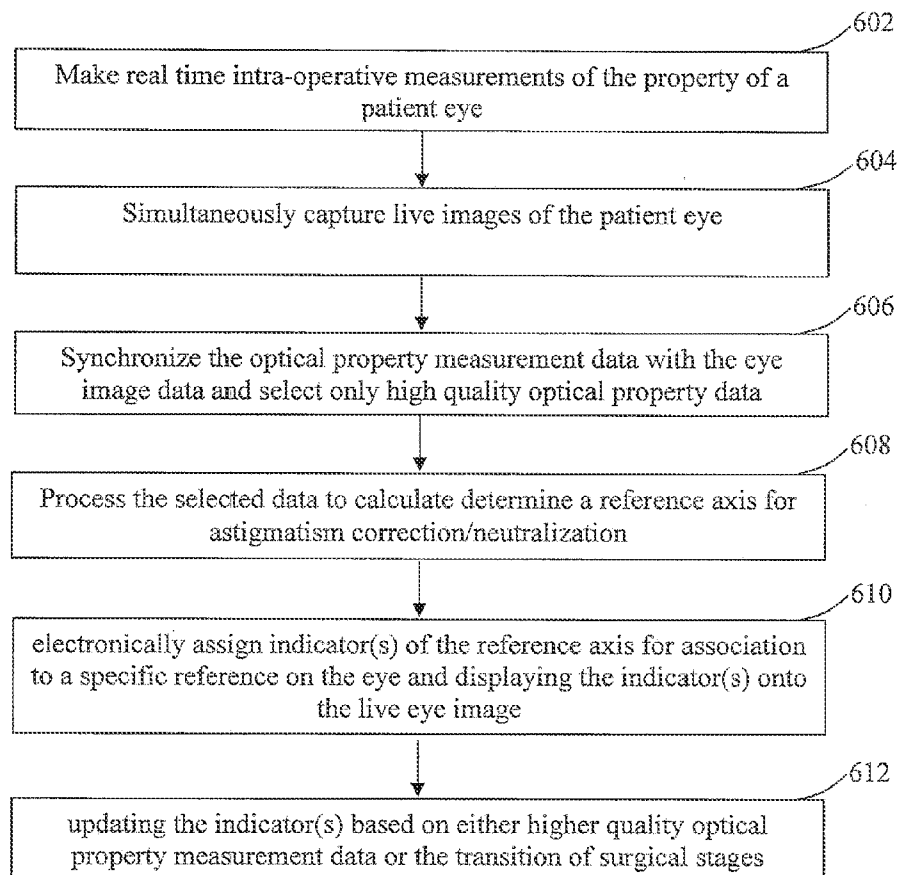 602
Make real time intra-operative measurements of the property of a
patient eye
604
Simultaneously capture live images of the patient eye
606
Synchronize the optical property measurement data with the eye
image data and select only high quality optical property data
608
Process the selected data to calculate determine a reference axis for
astigmatism correction/neutralization
610
electronically assign indicator(s) of the reference axis for association
to a specific reference on the eye and displaying the indicator(s) onto
the live eye image
612
updating the indicator(s) based on either higher quality optical
property measurement data or the transition of surgical stages